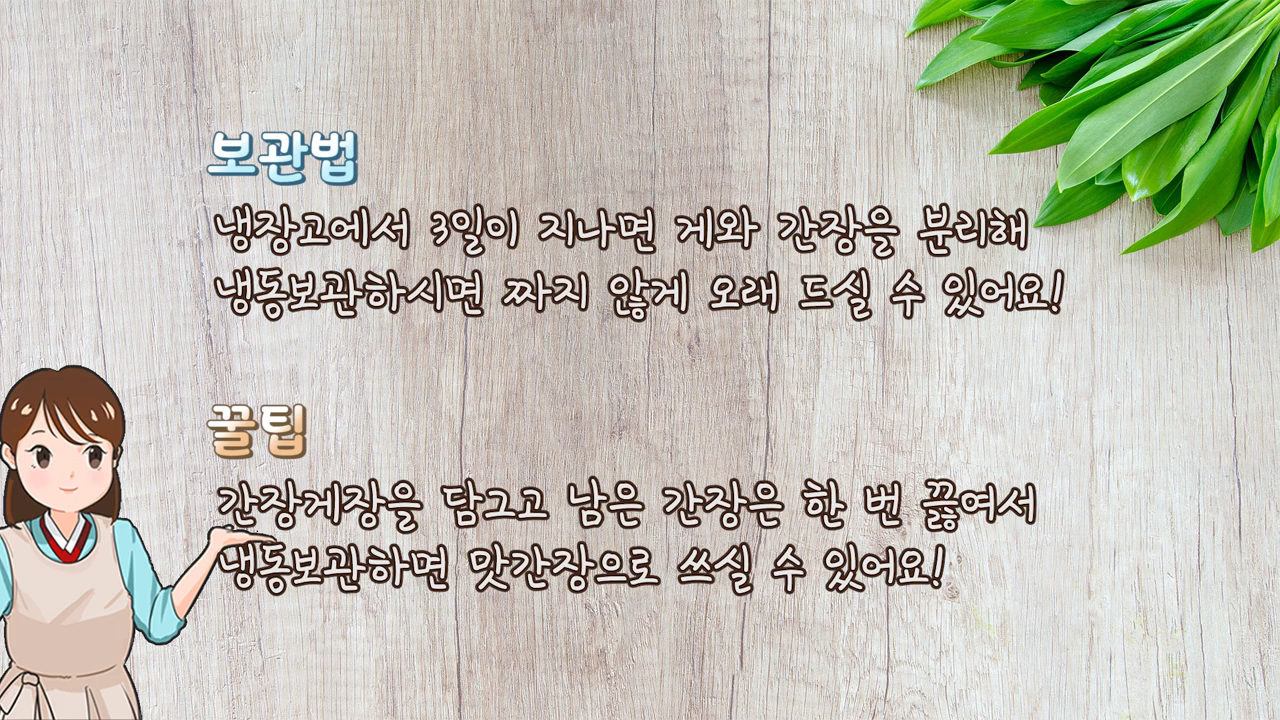 보관법
냉장고에서 3일이 지나면 게와 간장을 분리해
냉동보관하시면 짜지 않게 오래 드실 수 있어요!
꿀팁
간장게장을 담그고 남은 간장은 한 번 끓여서
냉동보관하면 맛간장으로 쓰실 수 있어요!